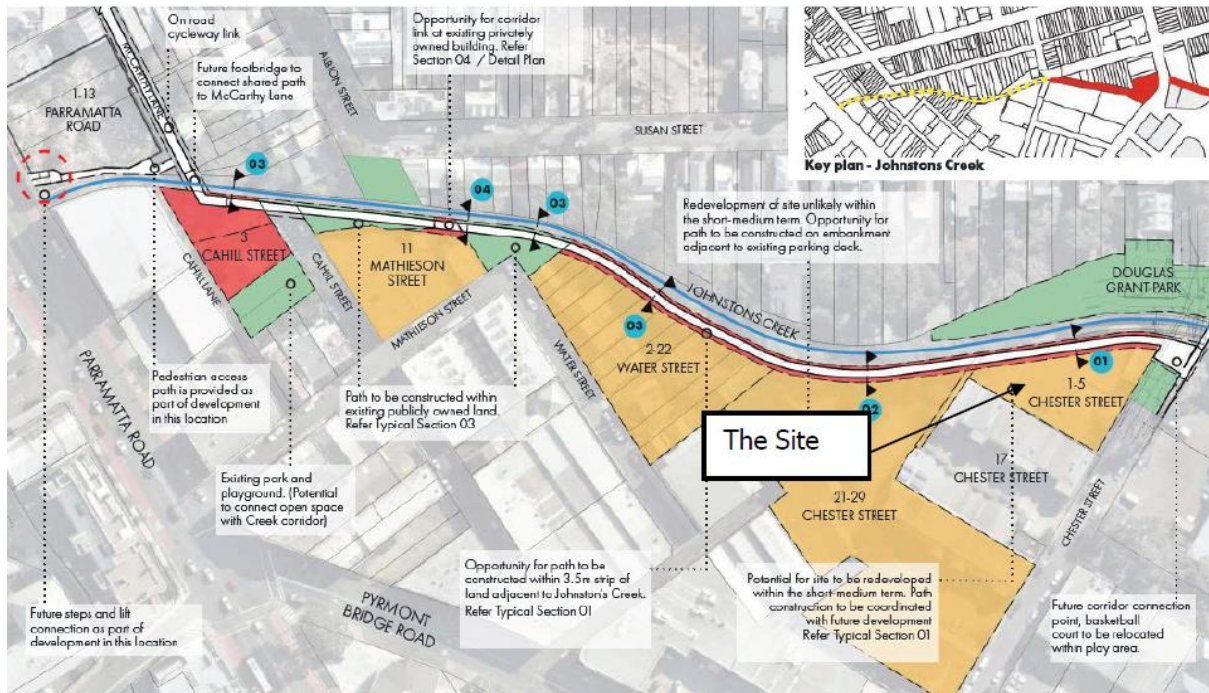 On road
cycleway link
Opportunity for corridor
link at existing privately
owned building. Refer
Section 04 / Detail Plan
MCCARTHY LANE
Future footbridge to
connect shared path
to McCarthy Lane
ALBION STREET
1-13
PARRAMATTA
ROAD
SUSAN STREET
Key plan - Johnstons Creek
03
04
03
Redevelopment of site unlikely within
the short-medium term. Opportunity for
path to be constructed on embankment
adjacent to existing parking deck.
3
CAHILL STREET
CAHILL LANE
CAHILL STREET
11
MATHIESON
STREET
MATHIESON STREET
JOHNSTONS CREEK
DOUGLAS
GRANT PARK
03
2-22
WATER STREET
WATER STREET
02
01
1-5
CHESTER STREET
PARRAMATTA ROAD
Pedestrian access
path is provided as
part of development
in this location
Path to be constructed within
existing publicly owned land.
Refer Typical Section 03
The Site
17
CHESTER STREET
CHESTER STREET
21-29
CHESTER STREET
Existing park and
playground. (Potential
to connect open space
with Creek corridor)
Opportunity for path to be
constructed within 3.5m strip of
land adjacent to Johnston's Creek.
Refer Typical Section 01
Potential for site to be redeveloped
within the short-medium term. Path
construction to be coordinated
with future development
Refer Typical Section 01
Future steps and lift
connection as part of
development in this location
PYRMONT
BRIDGE ROAD
Future corridor connection
point, basketball
court to be relocated
within play area.